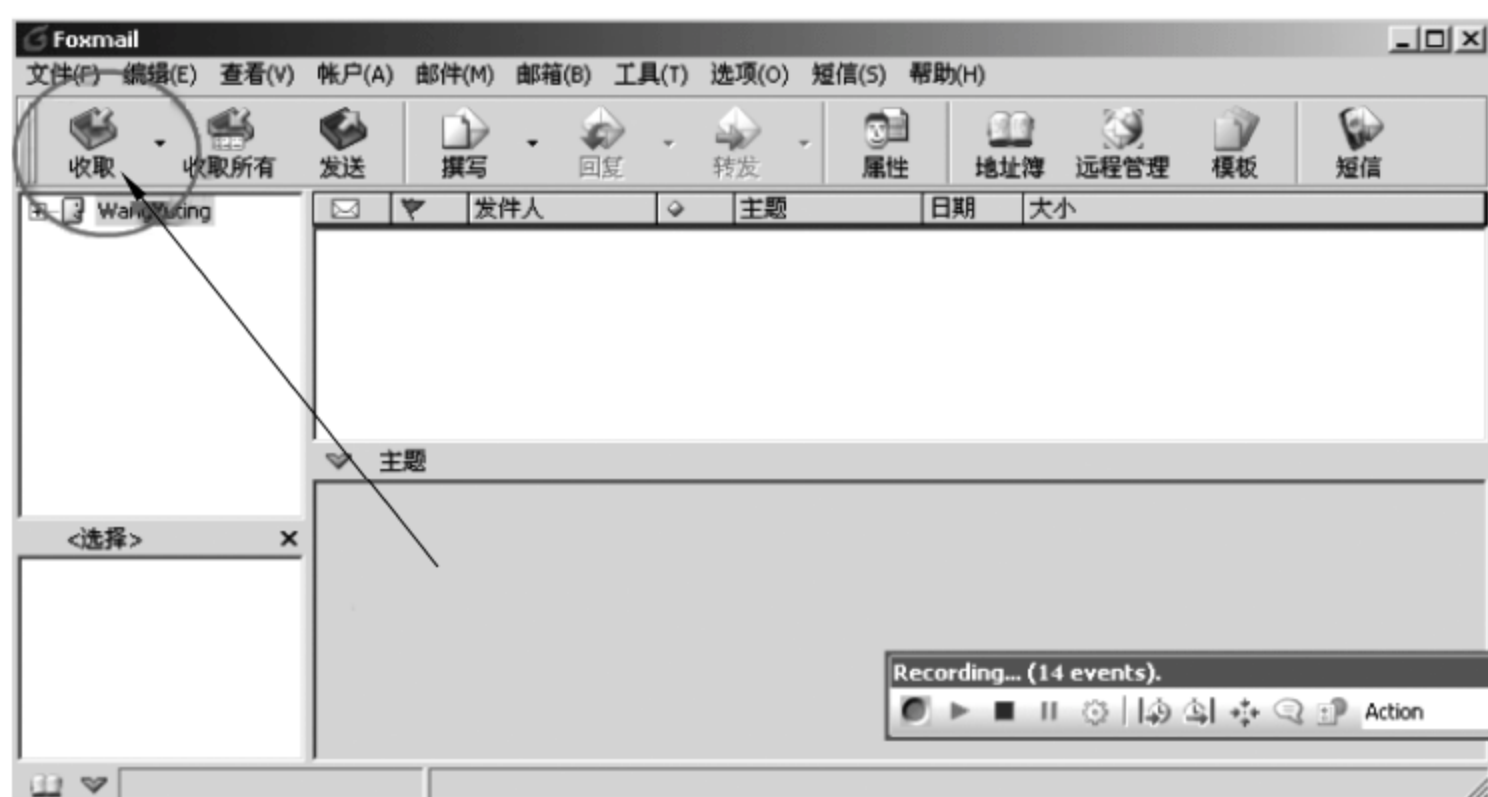 Foxmail
文件(F) 编辑(E) 查看(V) 帐户(A) 邮件(M) 邮箱(B) 工具(T) 选项(O) 短信(S) 帮助(H)
收取 收取所有 发送 撰写 回复 转发 属性 地址簿 远程管理 模板 短信
WangYuting 发件人 主题 日期 大小
主题
<选择>
Recording... (14 events).
Action